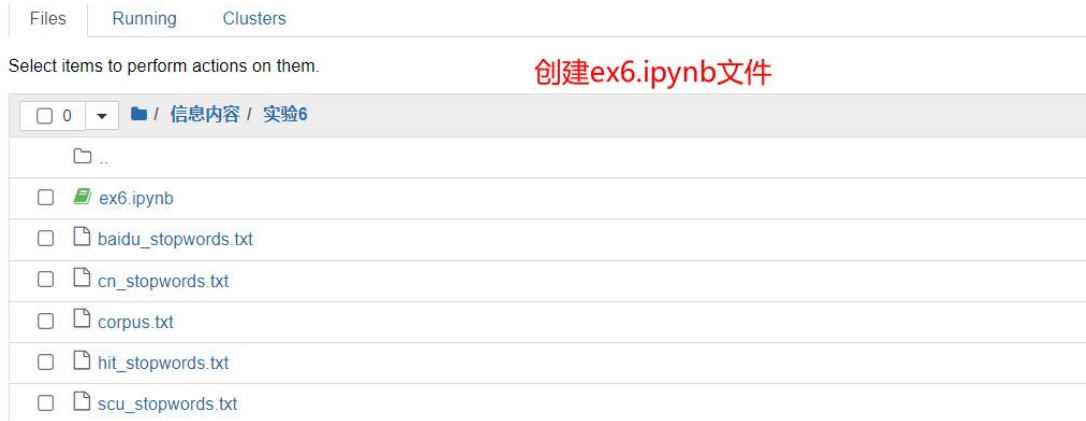 Files Running Clusters
Select items to perform actions on them.
创建ex6.ipynb文件
0 / 信息内容 / 实验6
..
ex6.ipynb
baidu_stopwords.txt
cn_stopwords.txt
corpus.txt
hit_stopwords.txt
scu_stopwords.txt